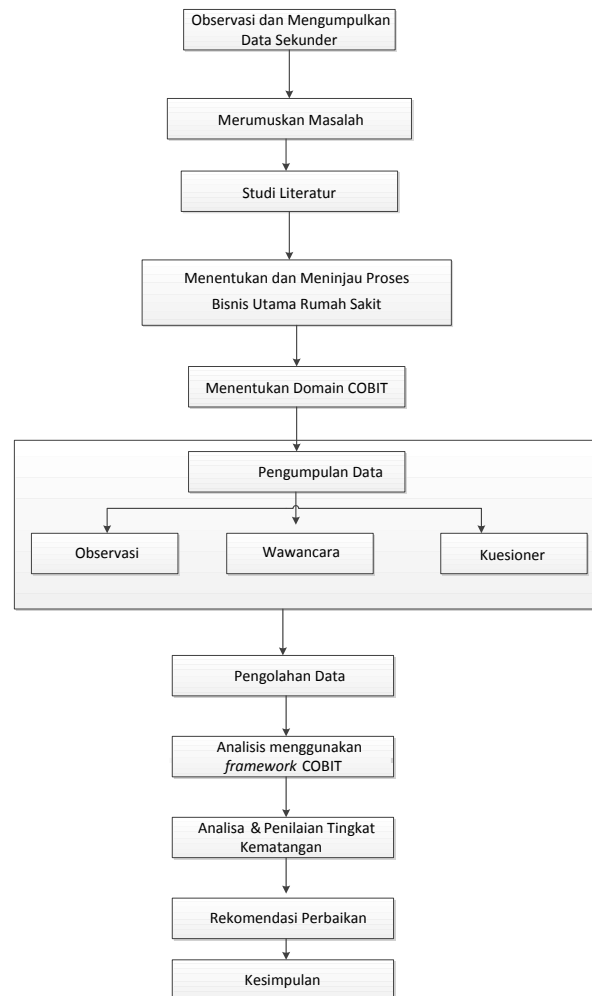 Observasi dan Mengumpulkan
Data Sekunder
Merumuskan Masalah
Studi Literatur
Menentukan dan Meninjau Proses
Bisnis Utama Rumah Sakit
Menentukan Domain COBIT
Pengumpulan Data
Observasi
Wawancara
Kuesioner
Pengolahan Data
Analisis menggunakan
framework COBIT
Analisa & Penilaian Tingkat
Kematangan
Rekomendasi Perbaikan
Kesimpulan